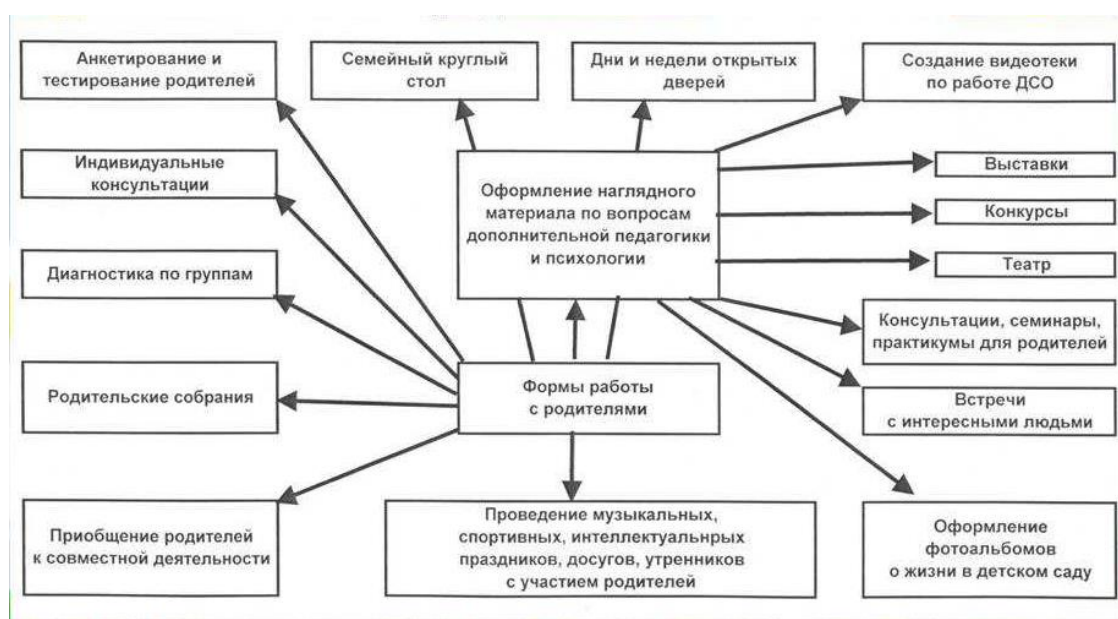 Анкетирование и
тестирование родителей
Семейный круглый
стол
Дни и недели открытых
дверей
Создание видеотеки
по работе ДСО
Индивидуальные
консультации
Оформление наглядного
материала по вопросам
дополнительной педагогики
и психологии
Выставки
Конкурсы
Театр
Диагностика по группам
Консультации, семинары,
практикумы для родителей
Родительские собрания
Формы работы
с родителями
Встречи
с интересными людьми
Приобщение родителей
к совместной деятельности
Проведение музыкальных,
спортивных, интеллектуальнрых
праздников, досугов, утренников
с участием родителей
Оформление
фотоальбомов
о жизни в детском саду